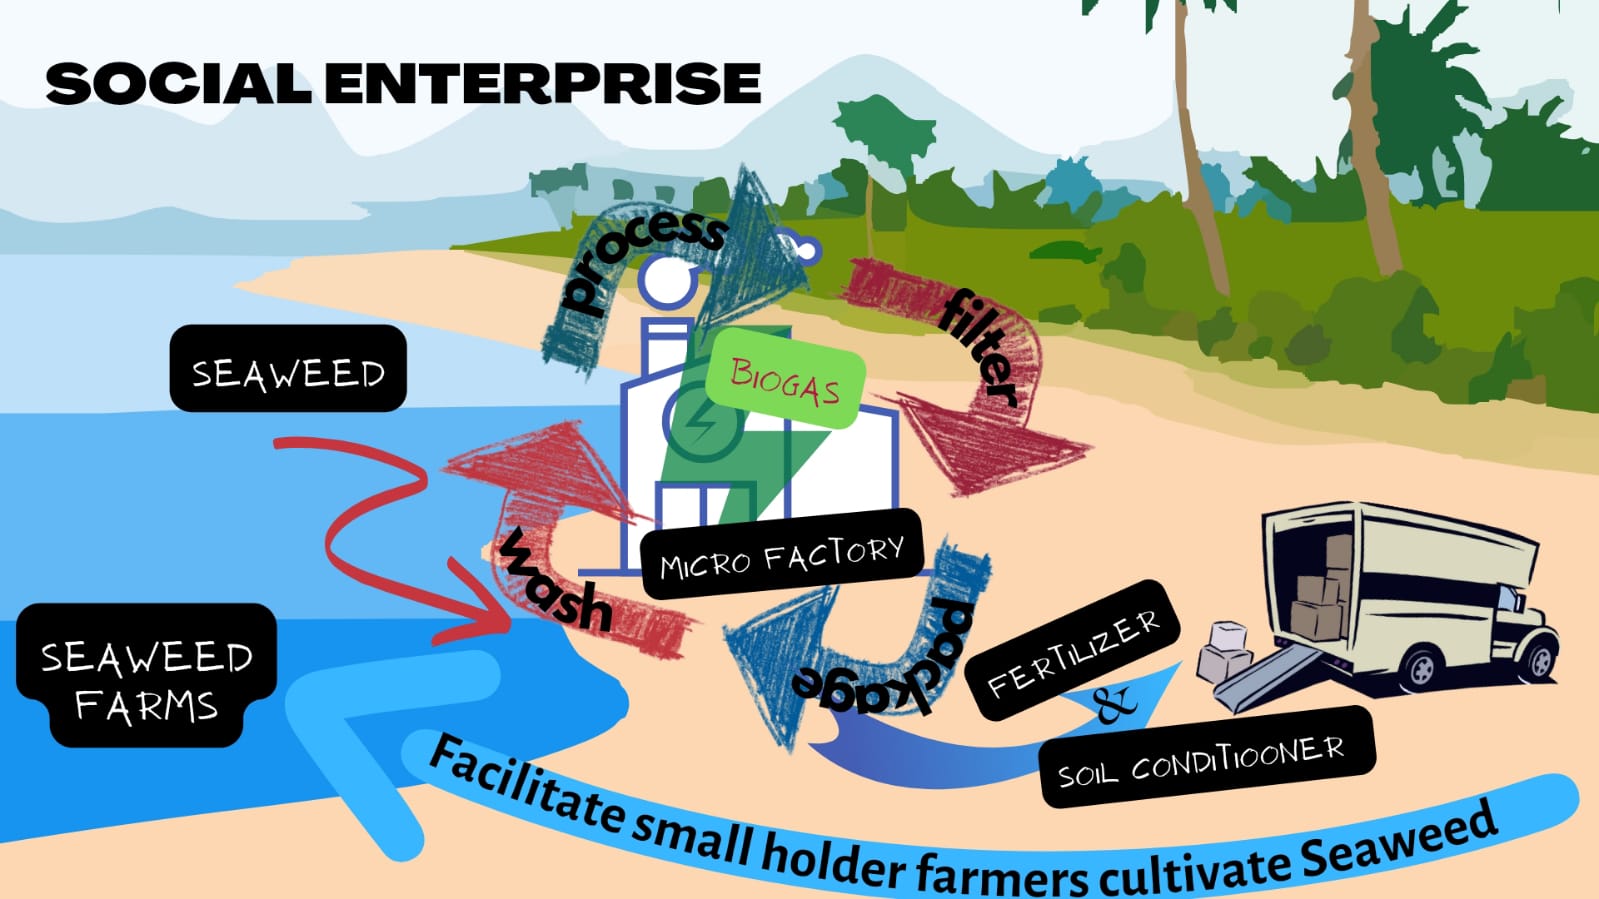 SOCIAL ENTERPRISE
process
filter
SEAWEED
BIOGAS
wash
MICRO FACTORY
package
FERTILIZER
&
SOIL CONDITIOONER
SEAWEED
FARMS
Facilitate small holder farmers cultivate Seaweed